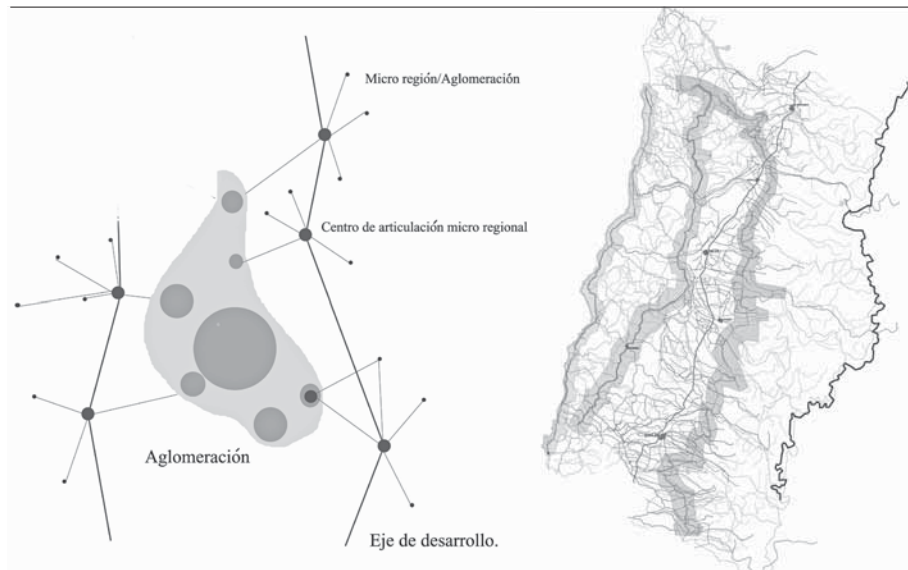 Micro región/Aglomeración
Centro de articulación micro regional
Aglomeración
Eje de desarrollo.